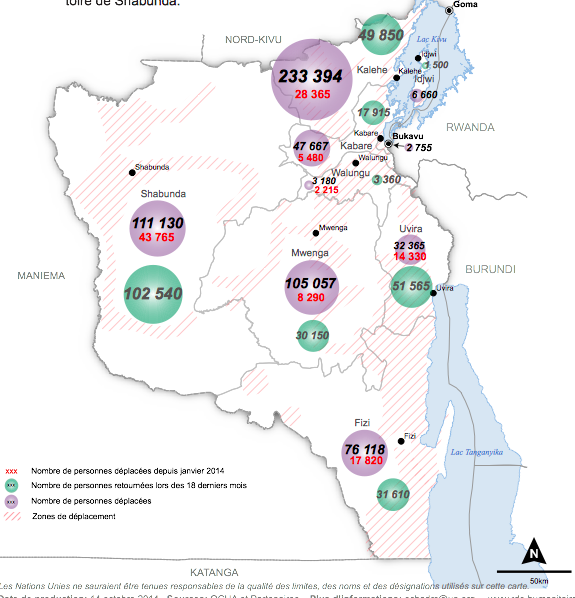 toire de Shabunda.
Goma
NORD-KIVU
49 850
Lac Kivu
Idjwi
1 500
233 394
28 365
Kalehe
Kalehe
Idjwi
6 660
17 915
RWANDA
Kabare
Bukavu
47 667
5 480
Kabare
2 755
Walungu
Shabunda
Walungu
3 180
3 360
2 215
Shabunda
111 130
43 765
Mwenga
Uvira
32 365
14 330
Mwenga
MANIEMA
BURUNDI
102 540
105 057
8 290
51 565
Uvira
30 150
Fizi
Fizi
76 118
17 820
Lac Tanganyika
xxx Nombre de personnes déplacées depuis janvier 2014
xxx Nombre de personnes retournées lors des 18 derniers mois
xxx Nombre de personnes déplacées
Zones de déplacement
31 610
N
KATANGA
50km
Les Nations Unies ne sauraient être tenues responsables de la qualité des limites, des noms et des désignations utilisés sur cette carte.